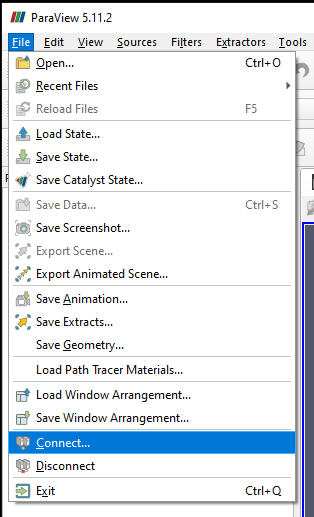 ParaView 5.11.2
File Edit View Sources Filters Extractors Tools
Open... Ctrl+O
Recent Files
Reload Files F5
Load State...
Save State...
Save Catalyst State...
Save Data... Ctrl+S
Save Screenshot...
Export Scene...
Export Animated Scene...
Save Animation...
Save Extracts...
Save Geometry...
Load Path Tracer Materials...
Load Window Arrangement...
Save Window Arrangement...
Connect...
Disconnect
Exit Ctrl+Q